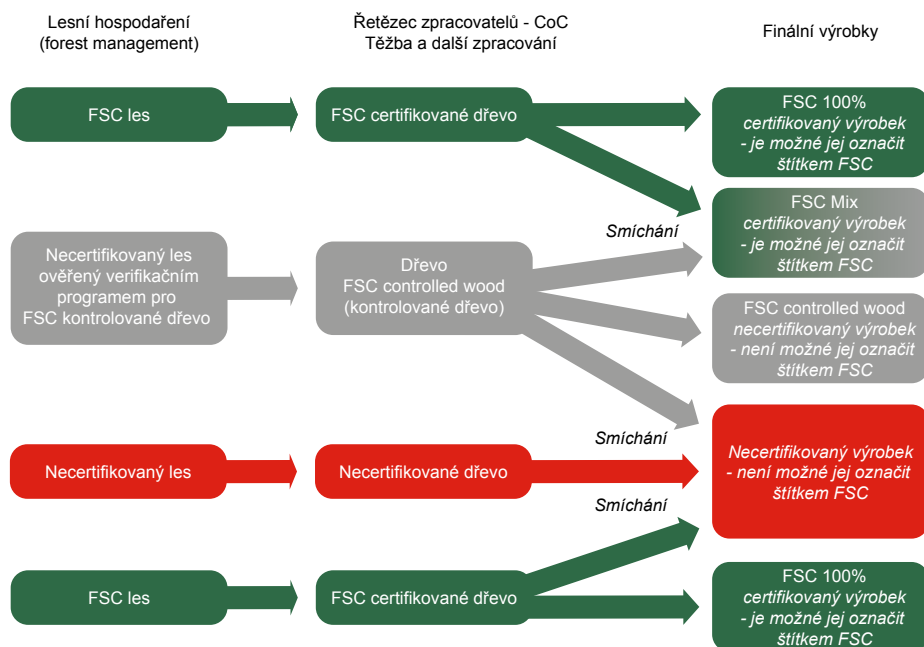 Lesní hospodaření
(forest management)
Řetězec zpracovatelů - CoC
Těžba a další zpracování
Finální výrobky
FSC les
FSC certifikované dřevo
FSC 100%
certifikovaný výrobek
- je možné jej označit
štítkem FSC
Smíchání
FSC Mix
certifikovaný výrobek
- je možné jej označit
štítkem FSC
Necertifikovaný les
ověřený verifikačním
programem pro
FSC kontrolované dřevo
Dřevo
FSC controlled wood
(kontrolované dřevo)
FSC controlled wood
necertifikovaný výrobek
- není možné jej označit
štítkem FSC
Smíchání
Necertifikovaný les
Necertifikované dřevo
Necertifikovaný výrobek
- není možné jej označit
štítkem FSC
Smíchání
FSC les
FSC certifikované dřevo
FSC 100%
certifikovaný výrobek
- je možné jej označit
štítkem FSC